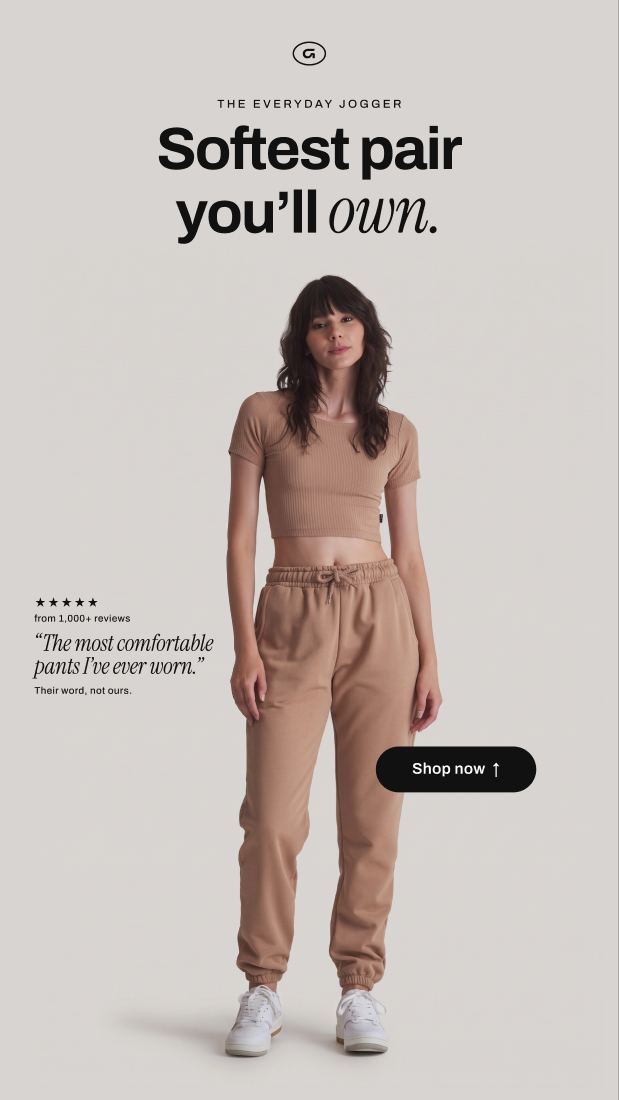 G
THE EVERYDAY JOGGER
Softest pair
you’ll own.
★★★★★
from 1,000+ reviews
“The most comfortable
pants I’ve ever worn.”
Their word, not ours.
Shop now ↑